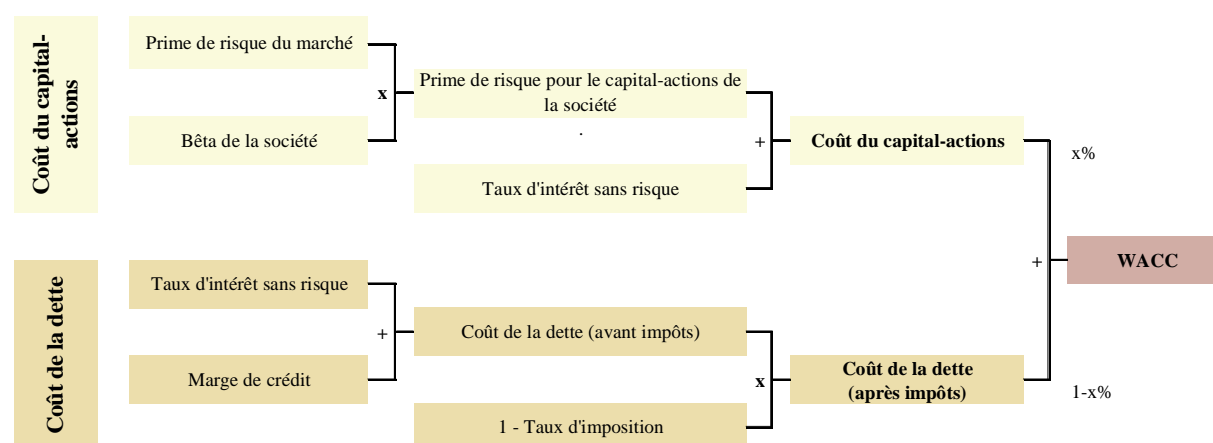 Coût du capital-
actions
Prime de risque du marché
x
Bêta de la société
Prime de risque pour le capital-actions de
la société
.
+
Taux d'intérêt sans risque
Coût du capital-actions
x%
Coût de la dette
Taux d'intérêt sans risque
+
Marge de crédit
Coût de la dette (avant impôts)
x
1 - Taux d'imposition
Coût de la dette
(après impôts)
1-x%
+
WACC